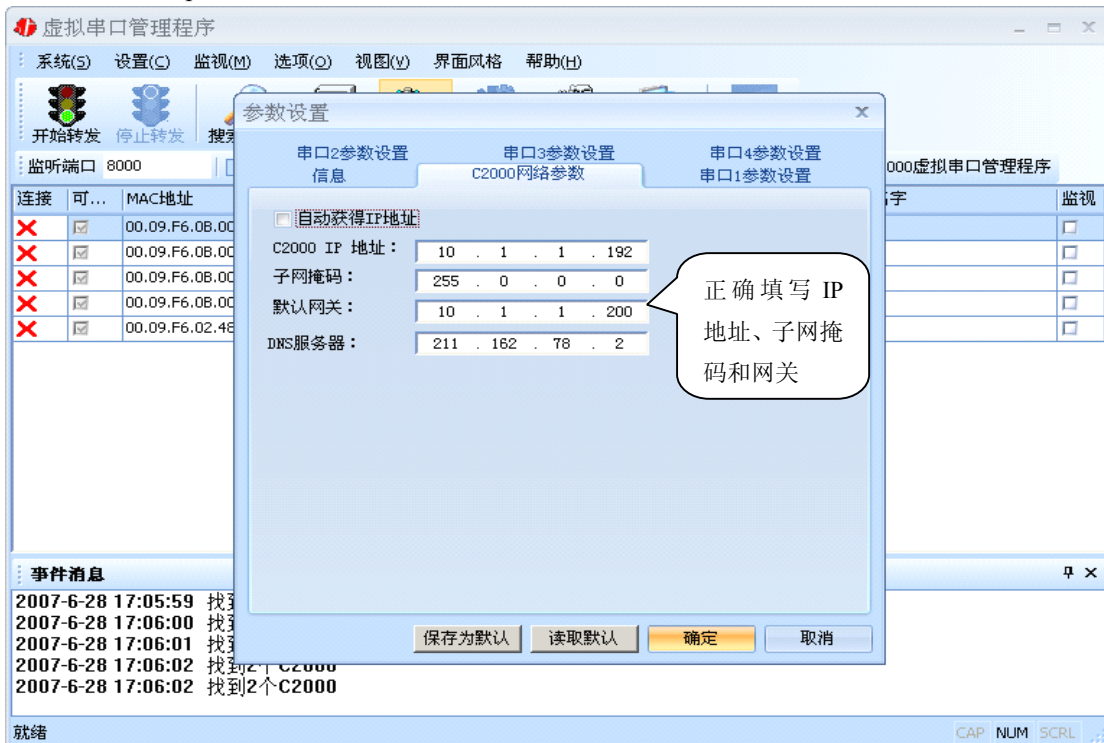 虚拟串口管理程序
系统(S) 设置(C) 监视(M) 选项(O) 视图(V) 界面风格 帮助(H)
开始转发 停止转发
监听端口 8000
000虚拟串口管理程序
连接 可... MAC地址 字 监视
00.09.F6.0B.00
00.09.F6.0B.00
00.09.F6.0B.00
00.09.F6.0B.00
00.09.F6.02.48
参数设置
串口2参数设置 串口3参数设置 串口4参数设置
信息 C2000网络参数 串口1参数设置
自动获得IP地址
C2000 IP 地址： 10 . 1 . 1 . 192
子网掩码： 255 . 0 . 0 . 0
默认网关： 10 . 1 . 1 . 200
DNS服务器： 211 . 162 . 78 . 2
正确填写 IP
地址、子网掩
码和网关
保存为默认 读取默认 确定 取消
事件消息
2007-6-28 17:05:59 找到
2007-6-28 17:06:00 找到
2007-6-28 17:06:01 找到
2007-6-28 17:06:02 找到2个C2000
2007-6-28 17:06:02 找到2个C2000
就绪
CAP NUM SCRL